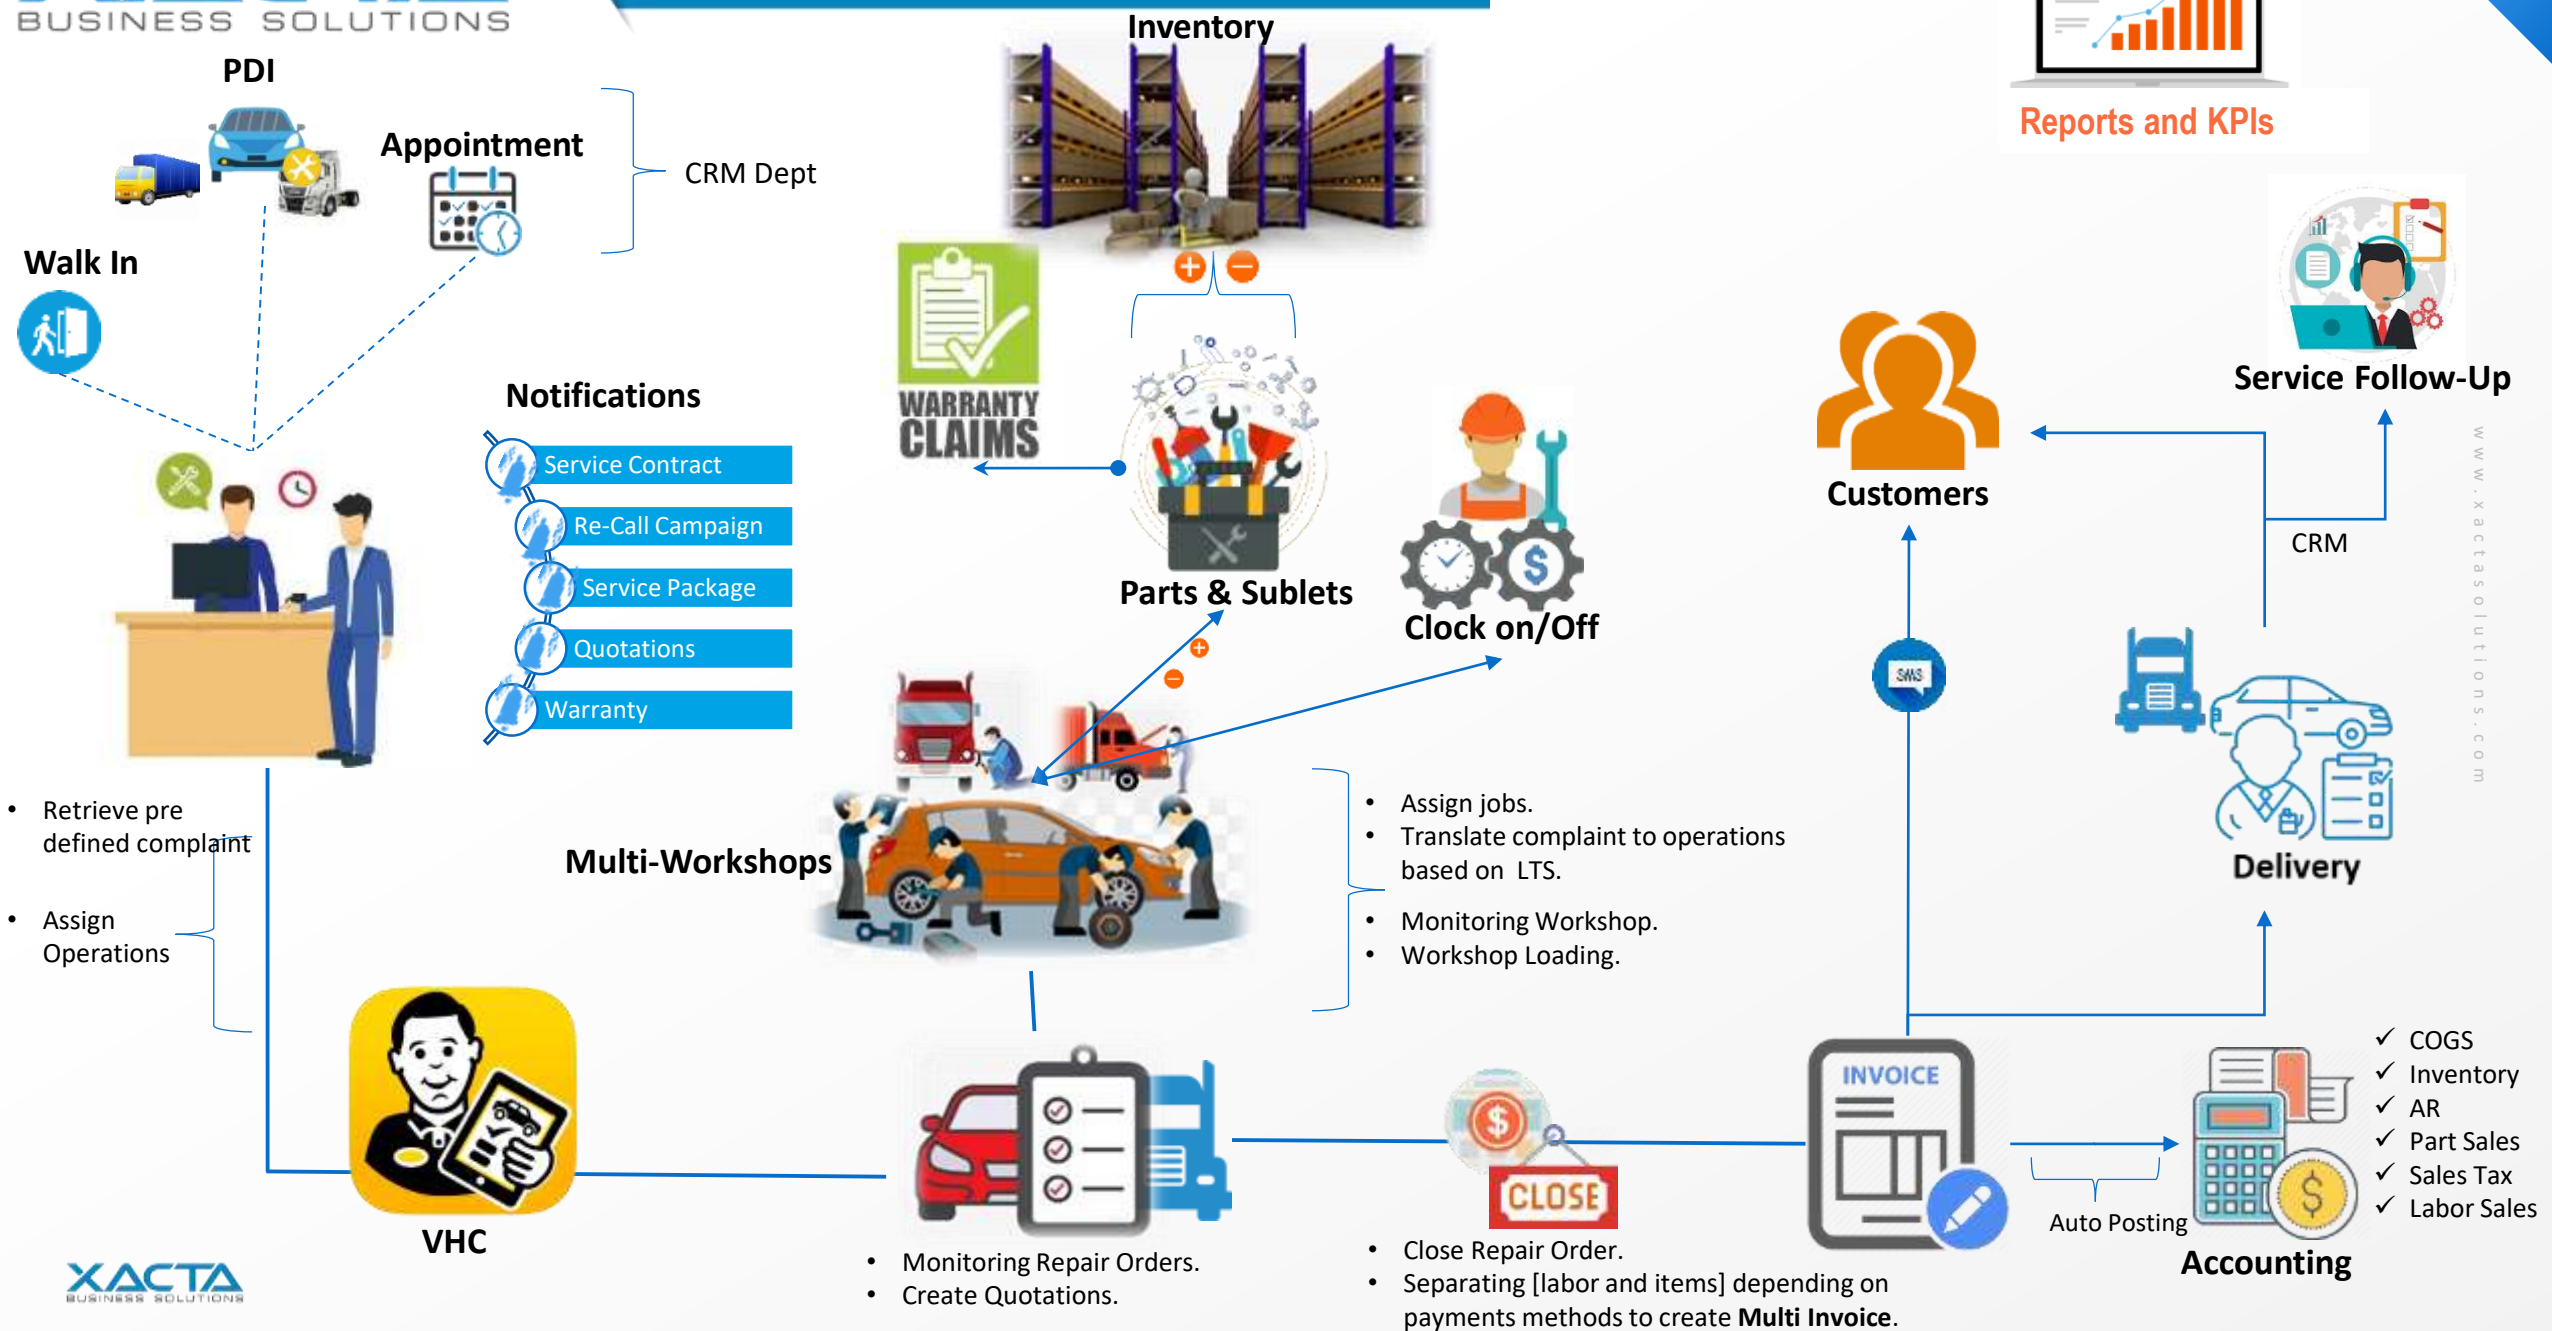 BUSINESS SOLUTIONS
PDI
Appointment
CRM Dept
Walk In
Inventory
Reports and KPIs
WARRANTY
CLAIMS
Notifications
Service Contract
Re-Call Campaign
Service Package
Quotations
Warranty
Parts & Sublets
Clock on/Off
Customers
Service Follow-Up
CRM
SMS
www.xactasolutions.com
Delivery
• Retrieve pre
defined complaint
• Assign
Operations
Multi-Workshops
• Assign jobs.
• Translate complaint to operations
based on LTS.
• Monitoring Workshop.
• Workshop Loading.
VHC
• Monitoring Repair Orders.
• Create Quotations.
CLOSE
• Close Repair Order.
• Separating [labor and items] depending on
payments methods to create Multi Invoice.
INVOICE
Auto Posting
Accounting
✓ COGS
✓ Inventory
✓ AR
✓ Part Sales
✓ Sales Tax
✓ Labor Sales
XACTA
BUSINESS SOLUTIONS